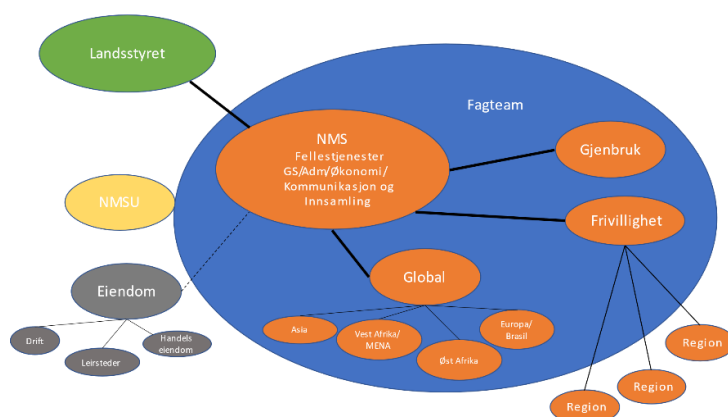 Landsstyret
Fagteam
NMS
Fellestjenester
GS/Adm/Økonomi/
Kommunikasjon og
Innsamling
Gjenbruk
NMSU
Frivillighet
Eiendom
Global
Drift
Leirsteder
Handels
eiendom
Asia
Vest Afrika/
MENA
Øst Afrika
Europa/
Brasil
Region
Region
Region